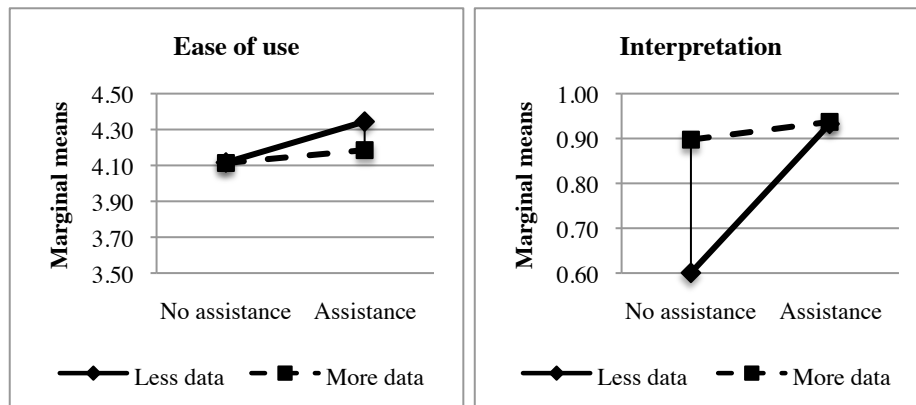 Ease of use
Marginal means
4.50
4.30
4.10
3.90
3.70
3.50
No assistance Assistance
Less data More data
Interpretation
Marginal means
1.00
0.90
0.80
0.70
0.60
No assistance Assistance
Less data More data